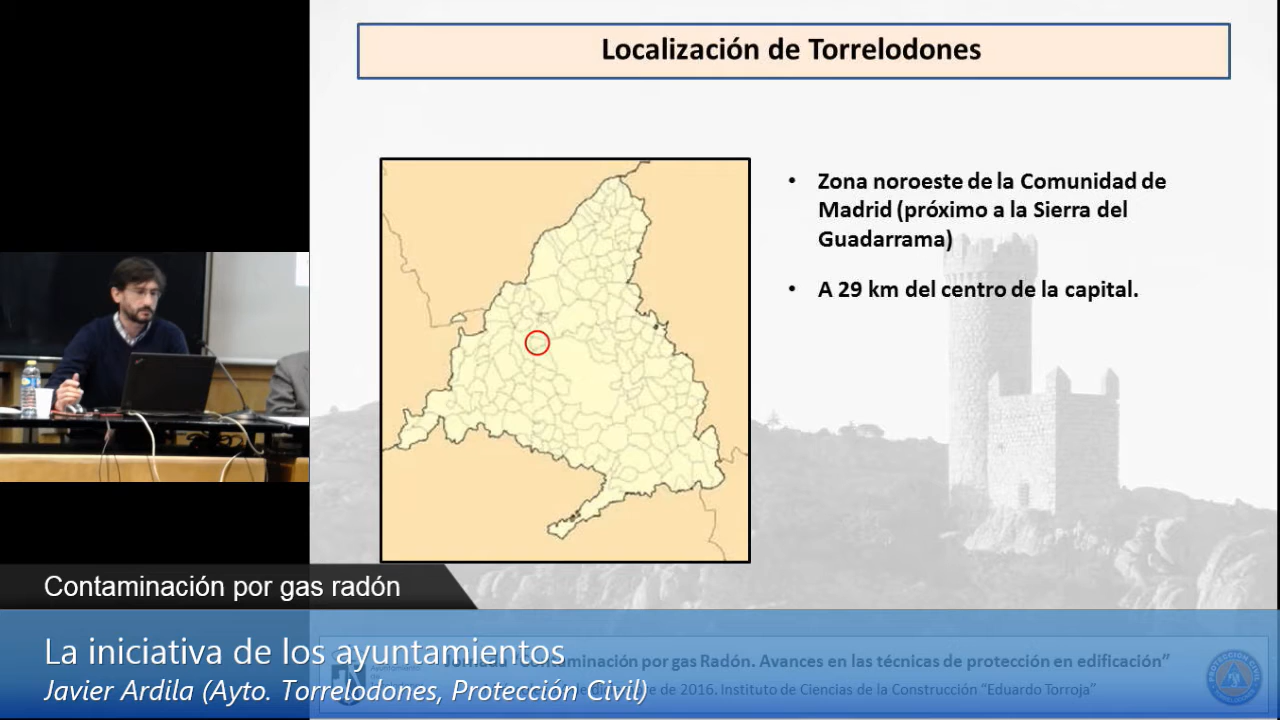 Localización de Torrelodones
• Zona noroeste de la Comunidad de
Madrid (próximo a la Sierra del
Guadarrama)
• A 29 km del centro de la capital.
Contaminación por gas radón
La iniciativa de los ayuntamientos
Javier Ardila (Ayto. Torrelodones, Protección Civil)
por gas Radón. Avances en las técnicas de protección en edificación”
de 2016. Instituto de Ciencias de la Construcción “Eduardo Torroja”
PROTECCIÓN CIVIL